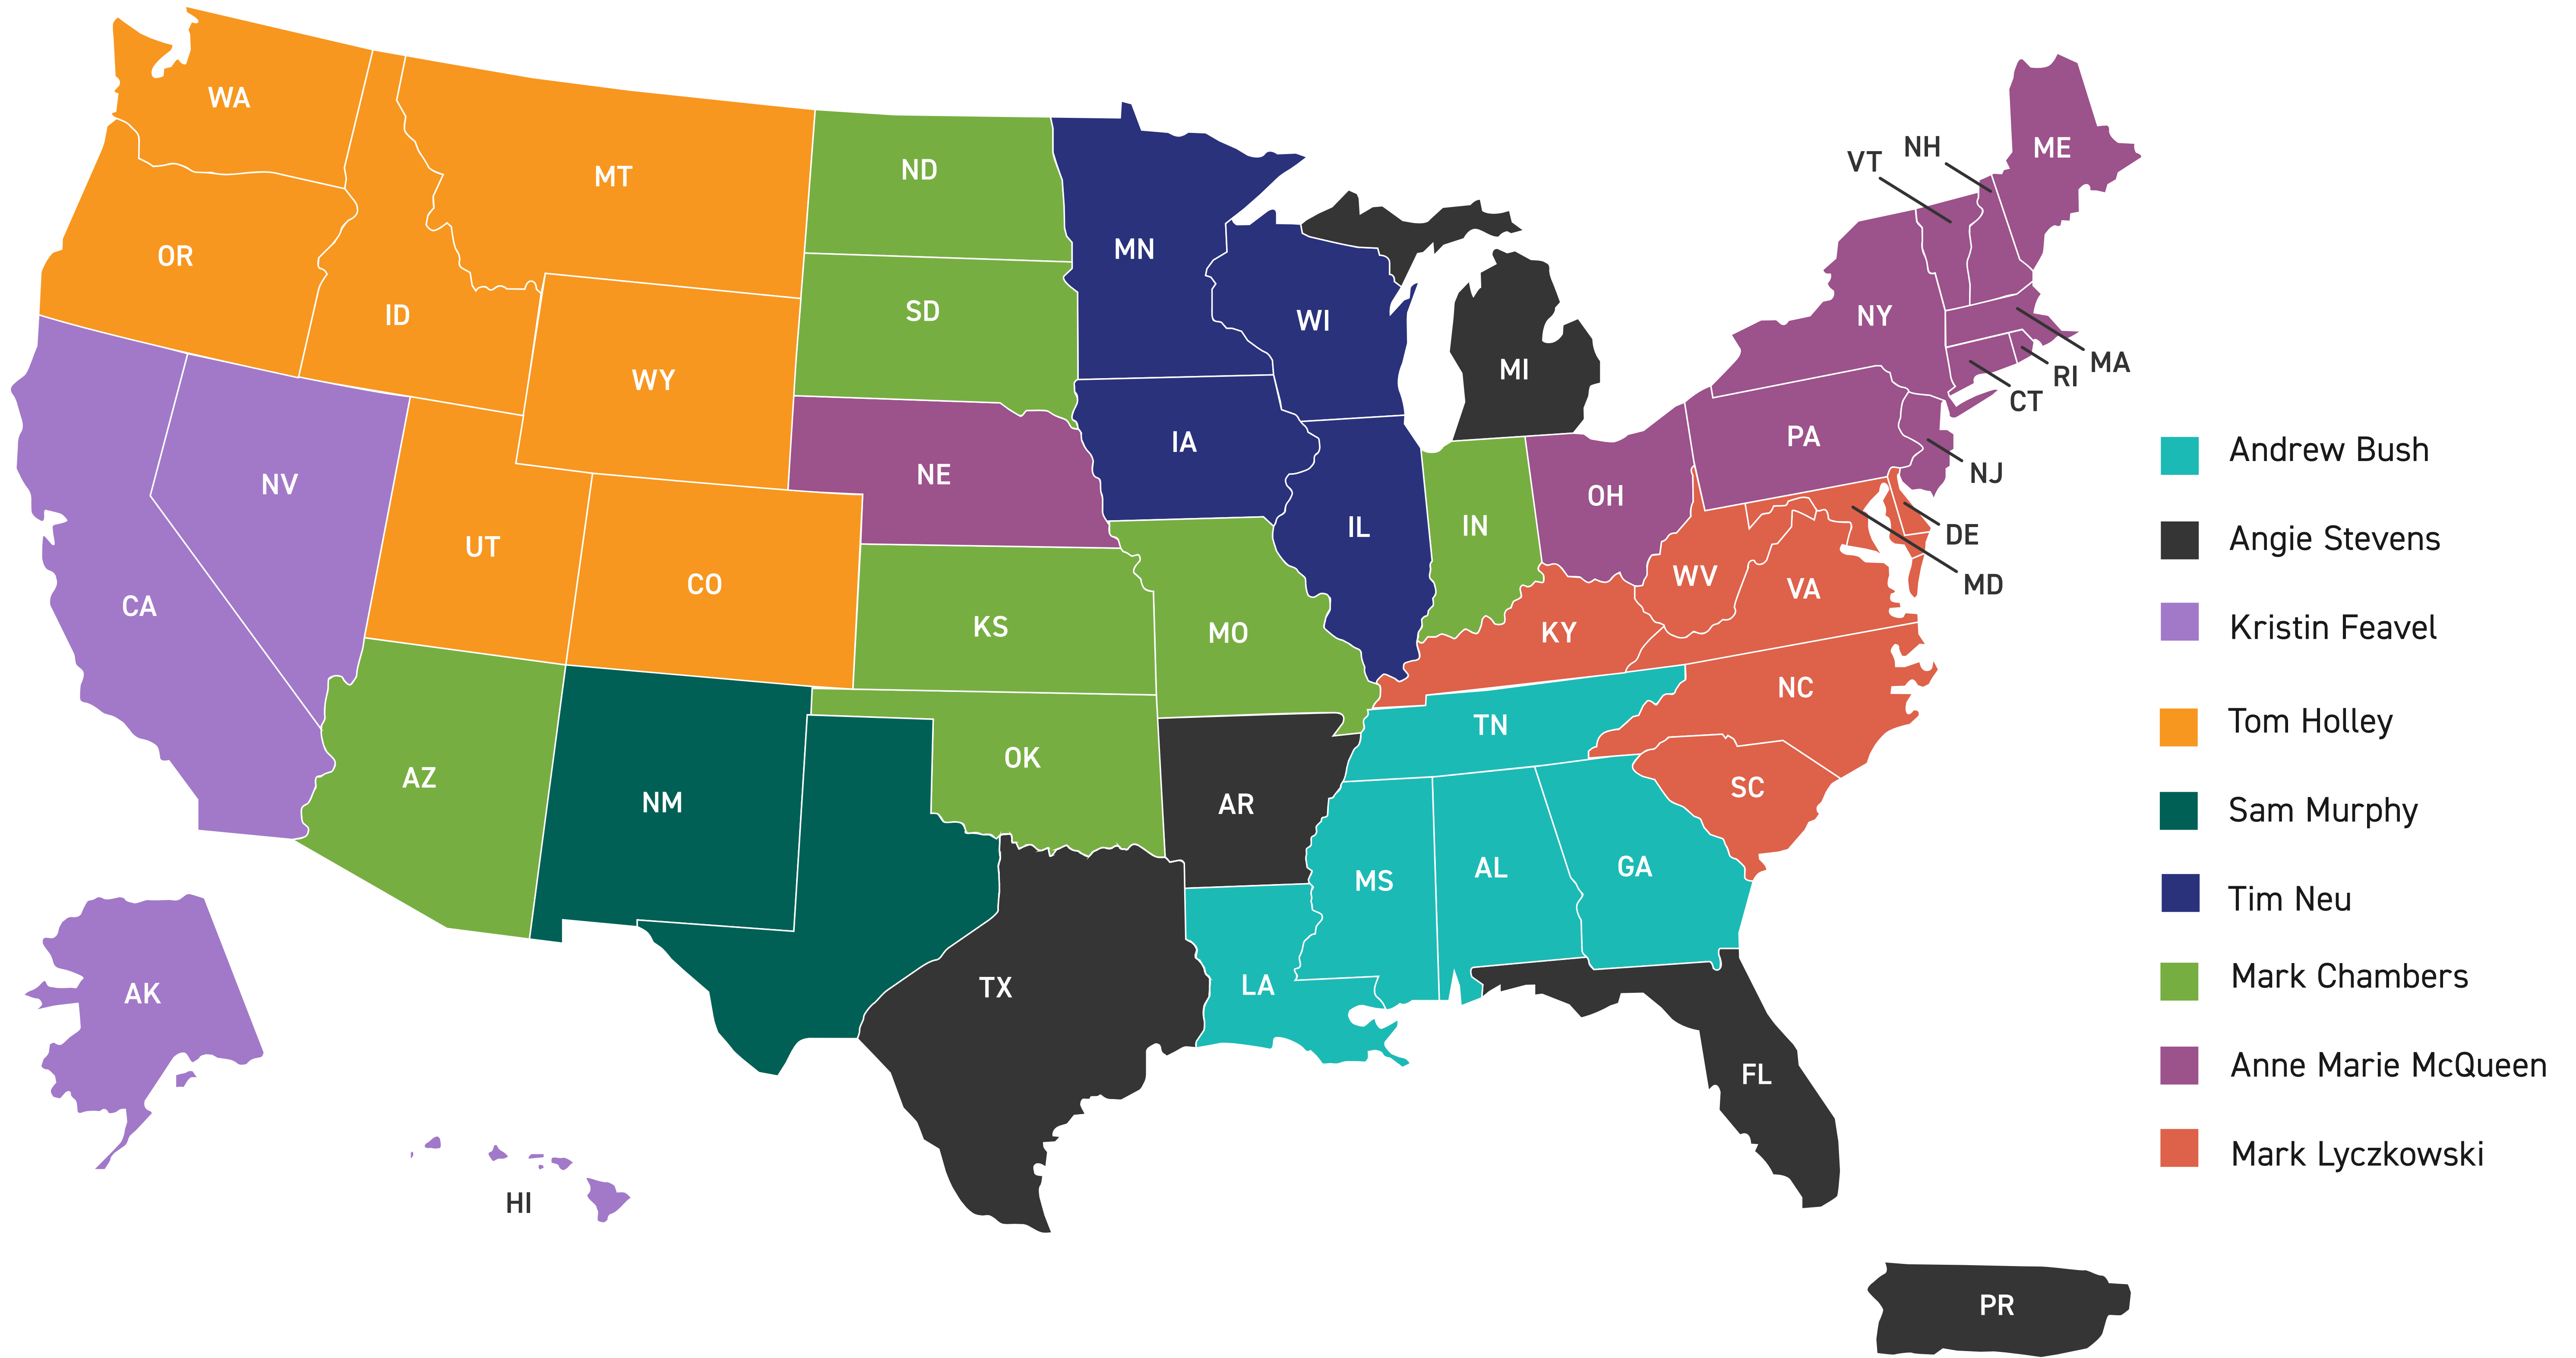 WA
OR
ID
MT
WY
NV
CA
UT
CO
AZ
NM
ND
SD
NE
KS
OK
TX
MN
IA
MO
AR
LA
WI
IL
MS
MI
IN
OH
KY
TN
AL
GA
FL
WV
VA
NC
SC
PA
NY
VT
NH
ME
MA
RI
CT
NJ
DE
MD
AK
HI
PR
Andrew Bush
Angie Stevens
Kristin Feavel
Tom Holley
Sam Murphy
Tim Neu
Mark Chambers
Anne Marie McQueen
Mark Lyczkowski